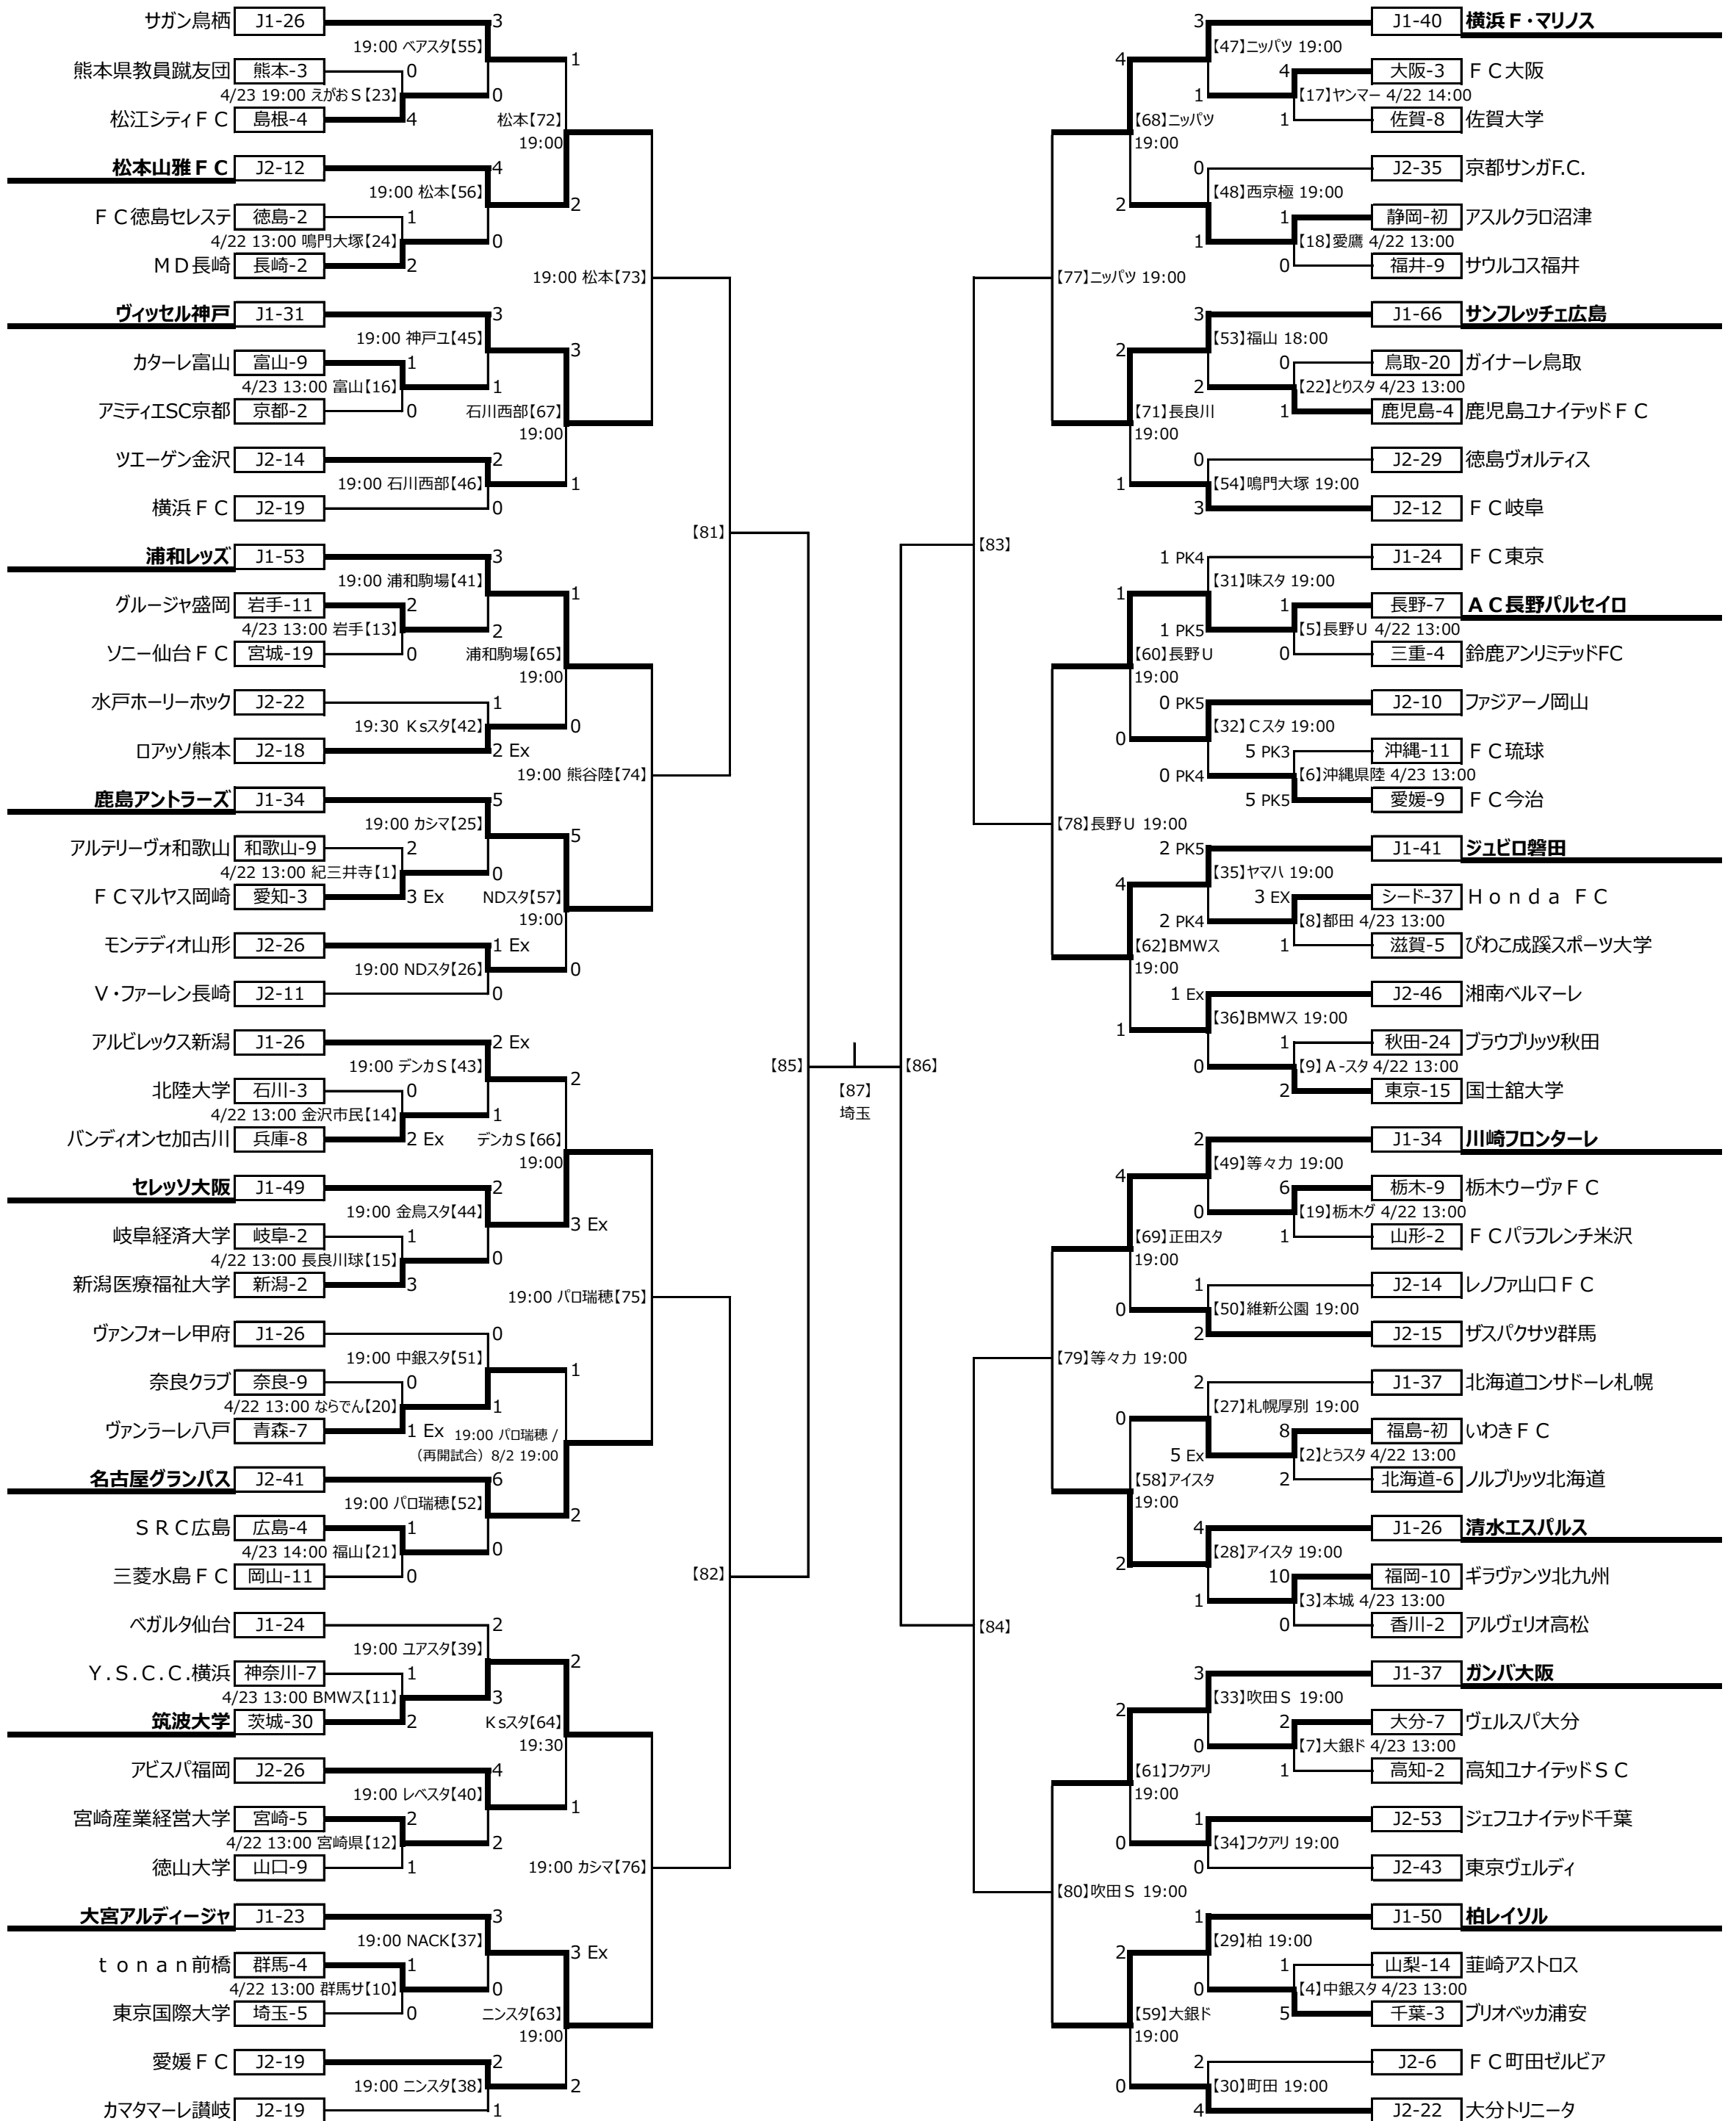 サガン鳥栖 J1-26 3
19:00 ベアスタ【55】 1
熊本県教員蹴友団 熊本-3 0
4/23 19:00 えがおS【23】 0
松江シティFC 島根-4 4
松本【72】
19:00
松本山雅FC J2-12 4
19:00 松本【56】 2
FC徳島セレステ 徳島-2 1
4/22 13:00 鳴門大塚【24】 0
MD長崎 長崎-2 2
19:00 松本【73】
ヴィッセル神戸 J1-31 3
19:00 神戸ユ【45】 3
カターレ富山 富山-9 1
4/23 13:00 富山【16】 1
アミティエSC京都 京都-2 0
石川西部【67】
19:00
ツエーゲン金沢 J2-14 2
19:00 石川西部【46】 1
横浜FC J2-19 0
【81】
浦和レッズ J1-53 3
19:00 浦和駒場【41】 1
グルージャ盛岡 岩手-11 2
4/23 13:00 岩手【13】 2
ソニー仙台FC 宮城-19 0
浦和駒場【65】
19:00
水戸ホーリーホック J2-22 1
19:30 Ksスタ【42】 0
ロアッソ熊本 J2-18 2 Ex
19:00 熊谷陸【74】
鹿島アントラーズ J1-34 5
19:00 カシマ【25】 5
アルテリーヴォ和歌山 和歌山-9 2
4/22 13:00 紀三井寺【1】 0
FCマルヤス岡崎 愛知-3 3 Ex
NDスタ【57】
19:00
モンテディオ山形 J2-26 1 Ex
19:00 NDスタ【26】 0
V・ファーレン長崎 J2-11 0
アルビレックス新潟 J1-26 2 Ex
【85】
19:00 デンカS【43】 2
北陸大学 石川-3 0
4/22 13:00 金沢市民【14】 1
バンディオンセ加古川 兵庫-8 2 Ex
デンカS【66】
19:00
セレッソ大阪 J1-49 2
19:00 金鳥スタ【44】 3 Ex
岐阜経済大学 岐阜-2 1
4/22 13:00 長良川球【15】 0
新潟医療福祉大学 新潟-2 3
19:00 パロ瑞穂【75】
ヴァンフォーレ甲府 J1-26 0
19:00 中銀スタ【51】 1
奈良クラブ 奈良-9 0
4/22 13:00 ならでん【20】 1
ヴァンラーレ八戸 青森-7 1 Ex
19:00 パロ瑞穂 /
（再開試合）8/2 19:00
名古屋グランパス J2-41 6
19:00 パロ瑞穂【52】 2
SRC広島 広島-4 1
4/23 14:00 福山【21】 0
三菱水島FC 岡山-11 0
【82】
ベガルタ仙台 J1-24 2
19:00 ユアスタ【39】 2
Y.S.C.C.横浜 神奈川-7 1
4/23 13:00 BMWス【11】 3
筑波大学 茨城-30 2
Ksスタ【64】
19:30
アビスパ福岡 J2-26 4
19:00 レベスタ【40】 1
宮崎産業経営大学 宮崎-5 2
4/22 13:00 宮崎県【12】 2
徳山大学 山口-9 1
19:00 カシマ【76】
大宮アルディージャ J1-23 3
19:00 NACK【37】 3 Ex
tonan前橋 群馬-4 1
4/22 13:00 群馬サ【10】 0
東京国際大学 埼玉-5 0
ニンスタ【63】
19:00
愛媛FC J2-19 2
19:00 ニンスタ【38】 2
カマタマーレ讃岐 J2-19 1
【87】
埼玉
3 J1-40 横浜F・マリノス
4 【47】ニッパツ 19:00
4 大阪-3 FC大阪
1 【17】ヤンマー 4/22 14:00
1 佐賀-8 佐賀大学
【68】ニッパツ
19:00
0 J2-35 京都サンガF.C.
2 【48】西京極 19:00
1 静岡-初 アスルクラロ沼津
1 【18】愛鷹 4/22 13:00
0 福井-9 サウルコス福井
【77】ニッパツ 19:00
3 J1-66 サンフレッチェ広島
2 【53】福山 18:00
0 鳥取-20 ガイナーレ鳥取
2 【22】とりスタ 4/23 13:00
1 鹿児島-4 鹿児島ユナイテッドFC
【71】長良川
19:00
0 J2-29 徳島ヴォルティス
1 【54】鳴門大塚 19:00
3 J2-12 FC岐阜
【83】
1 PK4 J1-24 FC東京
1 【31】味スタ 19:00
1 長野-7 AC長野パルセイロ
1 PK5 【5】長野U 4/22 13:00
0 三重-4 鈴鹿アンリミテッドFC
【60】長野U
19:00
0 PK5 J2-10 ファジアーノ岡山
0 【32】Cスタ 19:00
5 PK3 沖縄-11 FC琉球
0 PK4 【6】沖縄県陸 4/23 13:00
5 PK5 愛媛-9 FC今治
【78】長野U 19:00
2 PK5 J1-41 ジュビロ磐田
4 【35】ヤマハ 19:00
3 EX シード-37 Honda FC
2 PK4 【8】都田 4/23 13:00
1 滋賀-5 びわこ成蹊スポーツ大学
【62】BMWス
19:00
1 Ex J2-46 湘南ベルマーレ
1 【36】BMWス 19:00
1 秋田-24 ブラウブリッツ秋田
0 【9】A-スタ 4/22 13:00
2 東京-15 国士舘大学
【86】
2 J1-34 川崎フロンターレ
4 【49】等々力 19:00
6 栃木-9 栃木ウーヴァFC
0 【19】栃木グ 4/22 13:00
1 山形-2 FCパラフレンチ米沢
【69】正田スタ
19:00
1 J2-14 レノファ山口FC
0 【50】維新公園 19:00
2 J2-15 ザスパクサツ群馬
【79】等々力 19:00
2 J1-37 北海道コンサドーレ札幌
0 【27】札幌厚別 19:00
8 福島-初 いわきFC
5 Ex 【2】とうスタ 4/22 13:00
2 北海道-6 ノルブリッツ北海道
【58】アイスタ
19:00
4 J1-26 清水エスパルス
2 【28】アイスタ 19:00
10 福岡-10 ギラヴァンツ北九州
1 【3】本城 4/23 13:00
0 香川-2 アルヴェリオ高松
【84】
3 J1-37 ガンバ大阪
2 【33】吹田S 19:00
2 大分-7 ヴェルスパ大分
0 【7】大銀ド 4/23 13:00
1 高知-2 高知ユナイテッドSC
【61】フクアリ
19:00
1 J2-53 ジェフユナイテッド千葉
0 【34】フクアリ 19:00
0 J2-43 東京ヴェルディ
【80】吹田S 19:00
1 J1-50 柏レイソル
2 【29】柏 19:00
1 山梨-14 韮崎アストロス
0 【4】中銀スタ 4/23 13:00
5 千葉-3 ブリオベッカ浦安
【59】大銀ド
19:00
2 J2-6 FC町田ゼルビア
0 【30】町田 19:00
4 J2-22 大分トリニータ